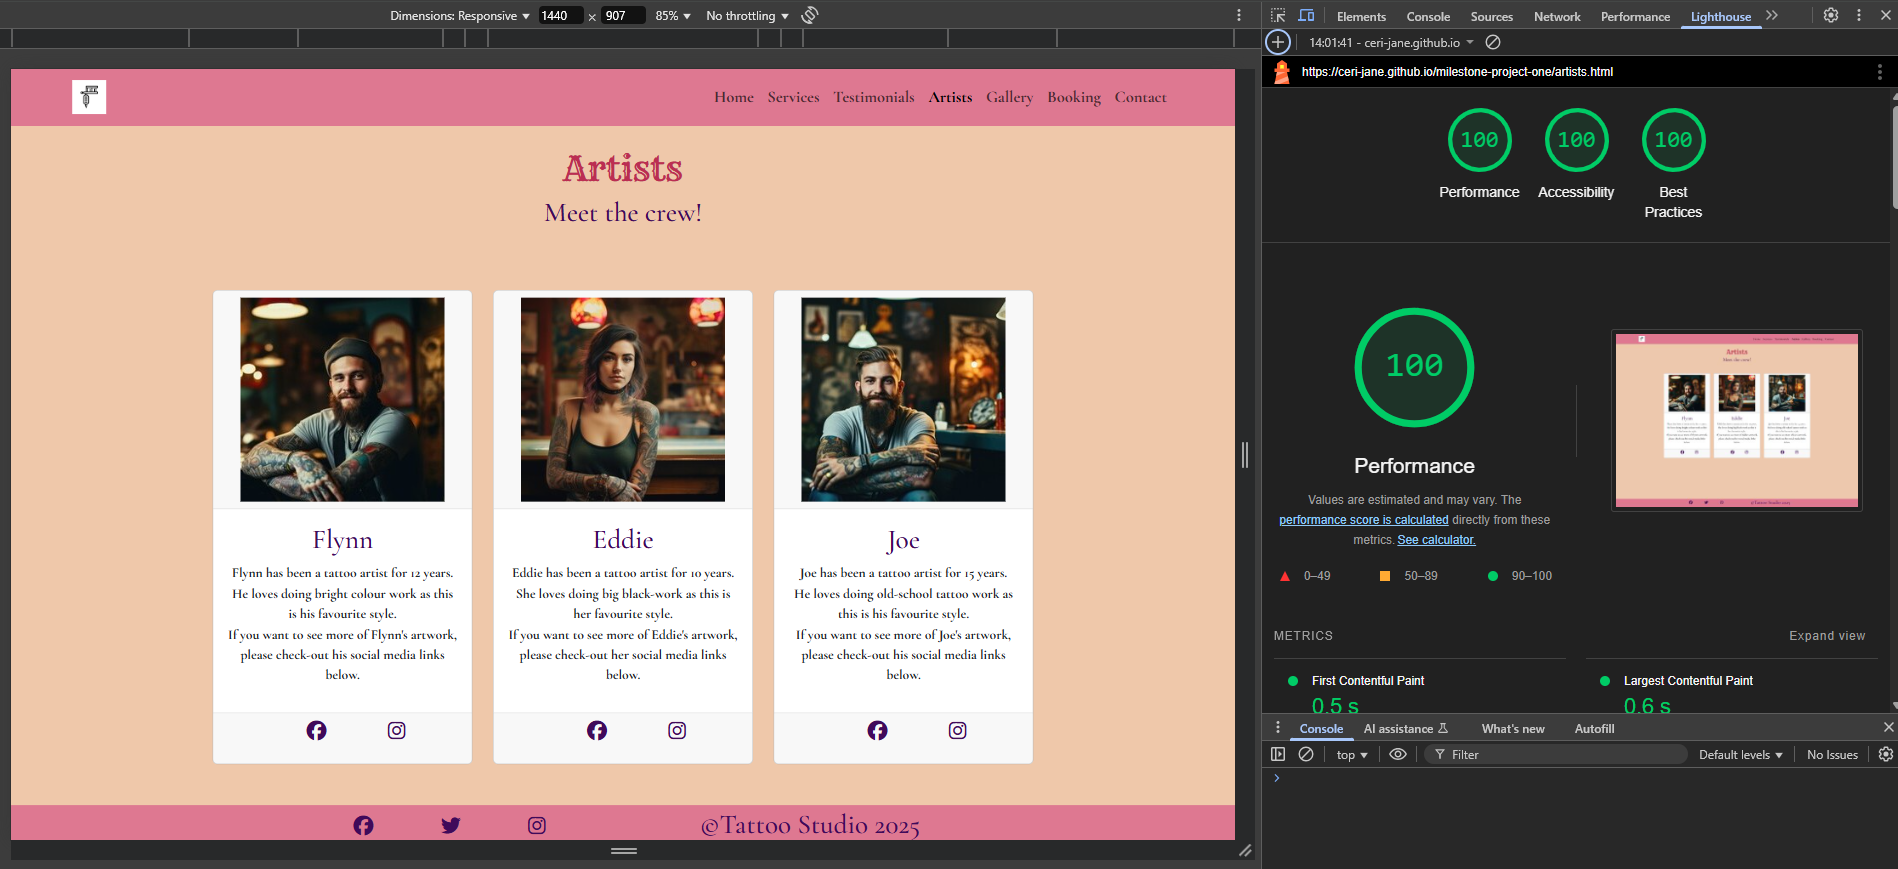 Dimensions: Responsive 1440 × 907 85% No throttling
Home Services Testimonials Artists Gallery Booking Contact
Artists
Meet the crew!
Flynn
Flynn has been a tattoo artist for 12 years.
He loves doing bright colour work as this
is his favourite style.
If you want to see more of Flynn's artwork,
please check-out his social media links
below.
Eddie
Eddie has been a tattoo artist for 10 years.
She loves doing big black-work as this is
her favourite style.
If you want to see more of Eddie's artwork,
please check-out her social media links
below.
Joe
Joe has been a tattoo artist for 15 years.
He loves doing old-school tattoo work as
this is his favourite style.
If you want to see more of Joe's artwork,
please check-out his social media links
below.
©Tattoo Studio 2025
Elements Console Sources Network Performance Lighthouse
14:01:41 - ceri-jane.github.io
https://ceri-jane.github.io/milestone-project-one/artists.html
100 100 100
Performance Accessibility Best
Practices
100
Performance
Values are estimated and may vary. The
performance score is calculated directly from these
metrics. See calculator.
0–49 50–89 90–100
Artists
Meet the crew!
Flynn Eddie Joe
METRICS Expand view
First Contentful Paint
0.5 s
Largest Contentful Paint
0.6 s
Console AI assistance What's new Autofill
top Filter Default levels No Issues